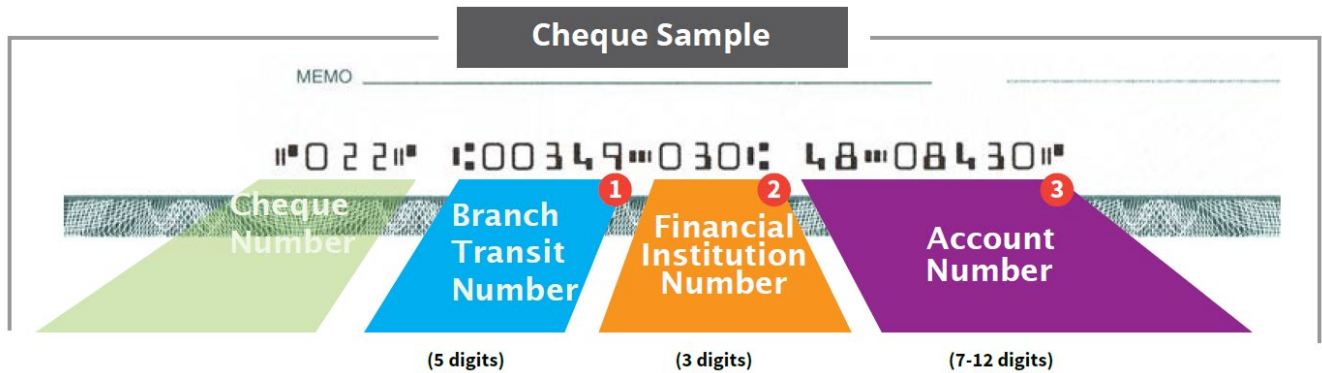 Cheque Sample
MEMO
⑈022⑈ ⑆00349⑉030⑆ 48⑉08430⑈
1 2 3
Cheque Number
Branch Transit Number
Financial Institution Number
Account Number
(5 digits) (3 digits) (7-12 digits)